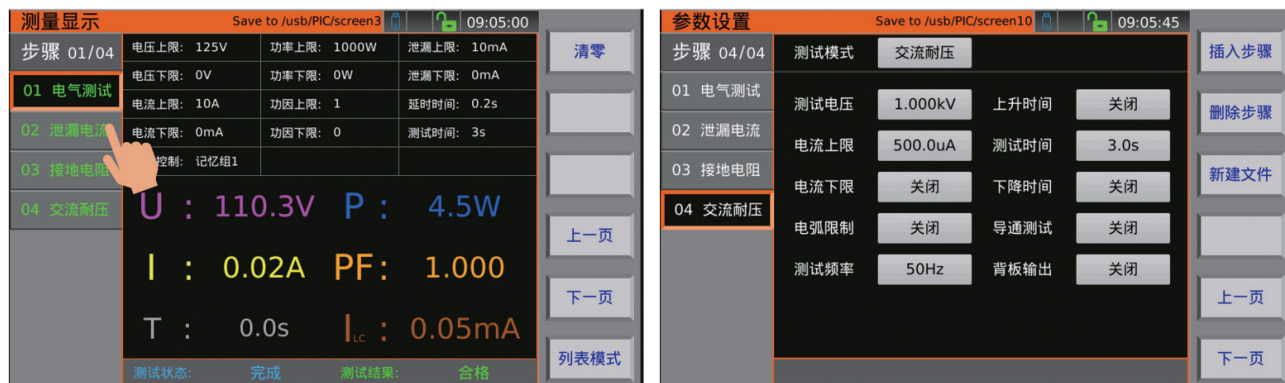 测量显示 Save to /usb/PIC/screen3 09:05:00
步骤 01/04
01 电气测试
02 泄漏电流
03 接地电阻
04 交流耐压
电压上限: 125V 功率上限: 1000W 泄漏上限: 10mA
电压下限: 0V 功率下限: 0W 泄漏下限: 0mA
电流上限: 10A 功因上限: 1 延时时间: 0.2s
电流下限: 0mA 功因下限: 0 测试时间: 3s
控制: 记忆组1
U : 110.3V P : 4.5W
I : 0.02A PF: 1.000
T : 0.0s ILC : 0.05mA
测试状态: 完成 测试结果: 合格
清零
上一页
下一页
列表模式
参数设置 Save to /usb/PIC/screen10 09:05:45
步骤 04/04
01 电气测试
02 泄漏电流
03 接地电阻
04 交流耐压
测试模式 交流耐压
测试电压 1.000kV 上升时间 关闭
电流上限 500.0uA 测试时间 3.0s
电流下限 关闭 下降时间 关闭
电弧限制 关闭 导通测试 关闭
测试频率 50Hz 背板输出 关闭
插入步骤
删除步骤
新建文件
上一页
下一页